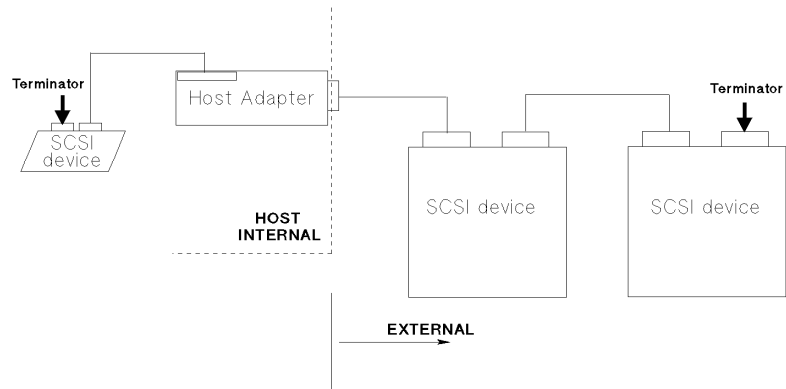 Terminator
SCSI
device
Host Adapter
Terminator
SCSI device
SCSI device
HOST
INTERNAL
EXTERNAL